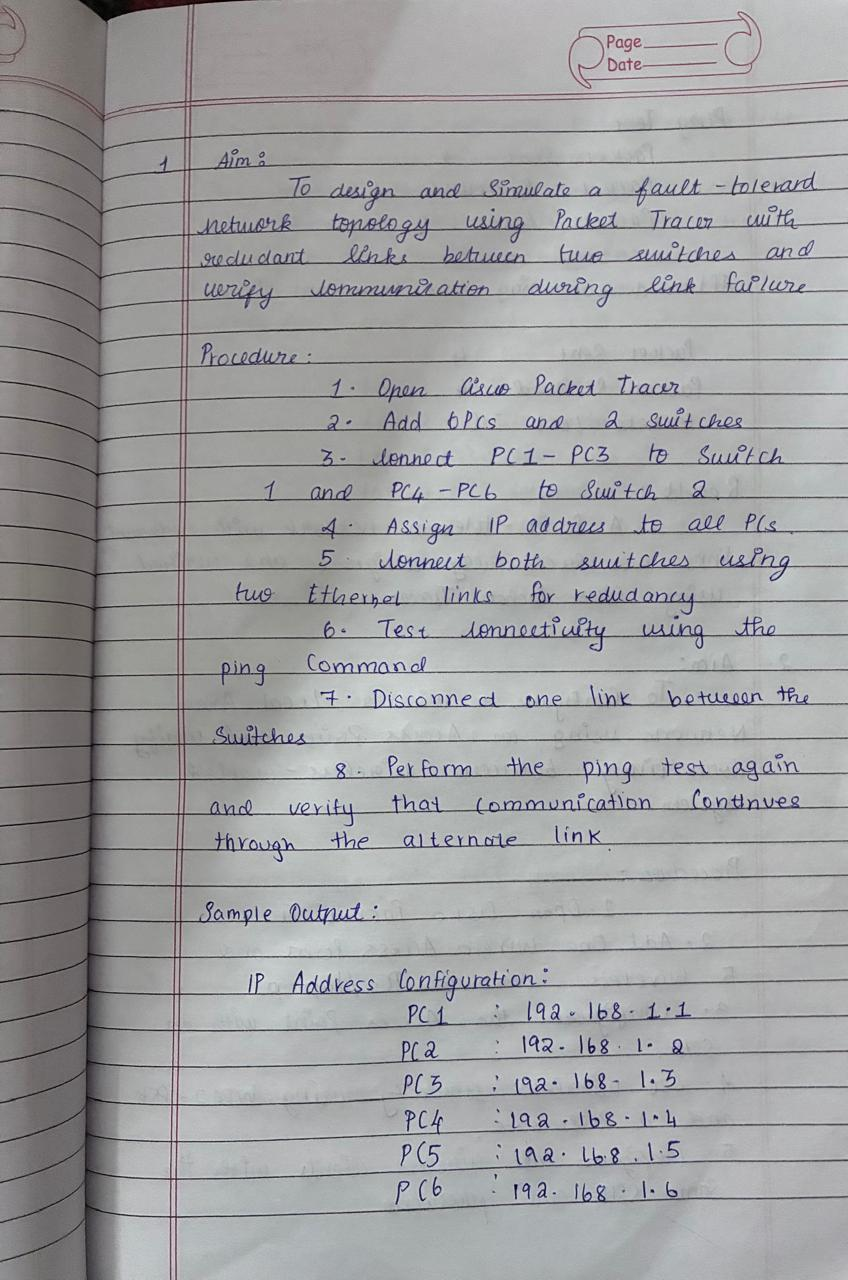 Page
Date
1 Aim:
To design and Simulate a fault-tolerard
network topology using Packet Tracer with
redudant links between two switches and
verify communication during link failure
Procedure:
1. Open Cisco Packet Tracer
2. Add 6PCs and 2 Switches
3. Connect PC1-PC3 to Switch
1 and PC4-PC6 to Switch 2
4. Assign IP address to all PCs.
5. Connect both switches using
two Ethernel links for redudancy
6. Test connectivity using the
ping Command
7. Disconned one link between the
Switches
8. Perform the ping test again
and verify that Communication Continues
through the alternate link.
Sample Output:
IP Address Configuration:
PC1 : 192.168.1.1
PC2 : 192.168.1.2
PC3 : 192.168-1.3
PC4 : 192.168.1.4
PC5 : 192.168.1.5
PC6 : 192.168.1.6